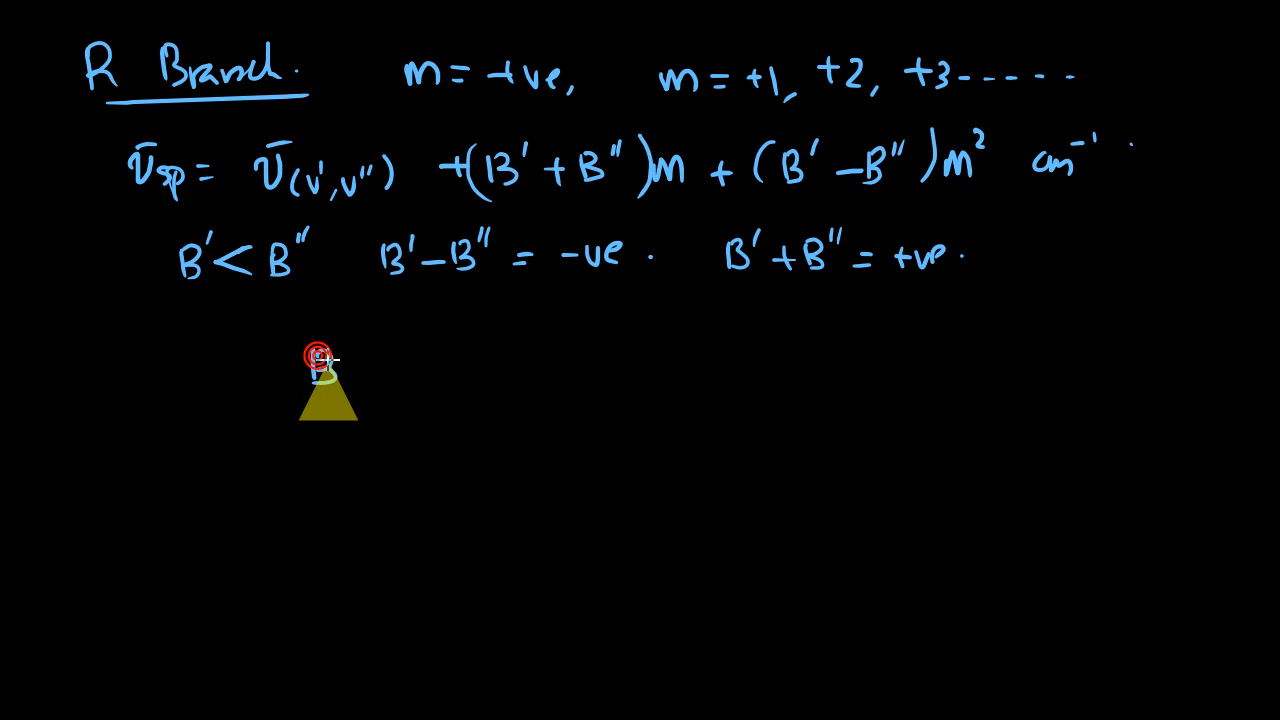 R Branch. m = +ve, m = +1, +2, +3-----
ν̄sp = ν̄(v', v'') +(B' + B'')m + (B' - B'')m² cm⁻¹.
B' < B'' B' - B'' = -ve. B' + B'' = +ve.
B